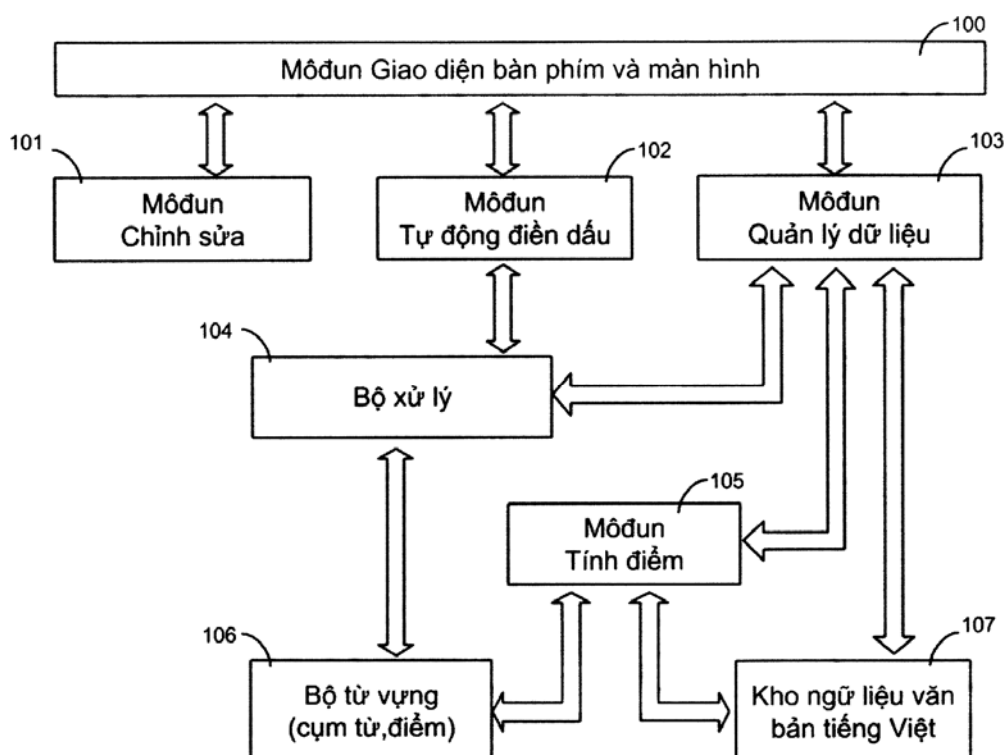 100
Môđun Giao diện bàn phím và màn hình
101
Môđun
Chỉnh sửa
102
Môđun
Tự động điền dấu
103
Môđun
Quản lý dữ liệu
104
Bộ xử lý
105
Môđun
Tính điểm
106
Bộ từ vựng
(cụm từ,điểm)
107
Kho ngữ liệu văn
bản tiếng Việt